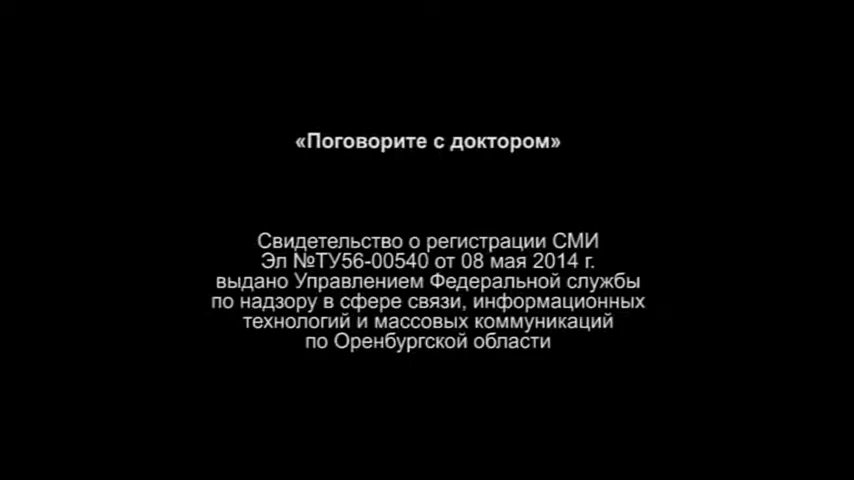 «Поговорите с доктором»
Свидетельство о регистрации СМИ
Эл №ТУ56-00540 от 08 мая 2014 г.
выдано Управлением Федеральной службы
по надзору в сфере связи, информационных
технологий и массовых коммуникаций
по Оренбургской области